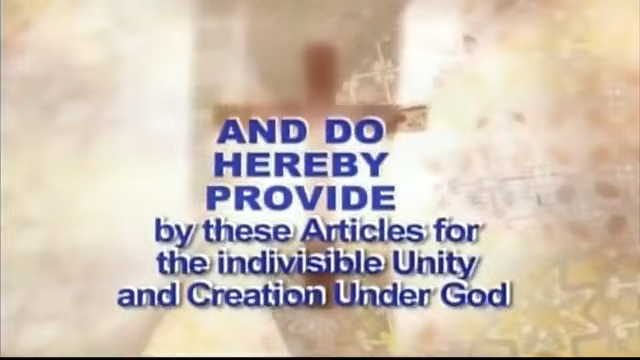 AND DO
HEREBY
PROVIDE
by these Articles for
the indivisible Unity
and Creation Under God